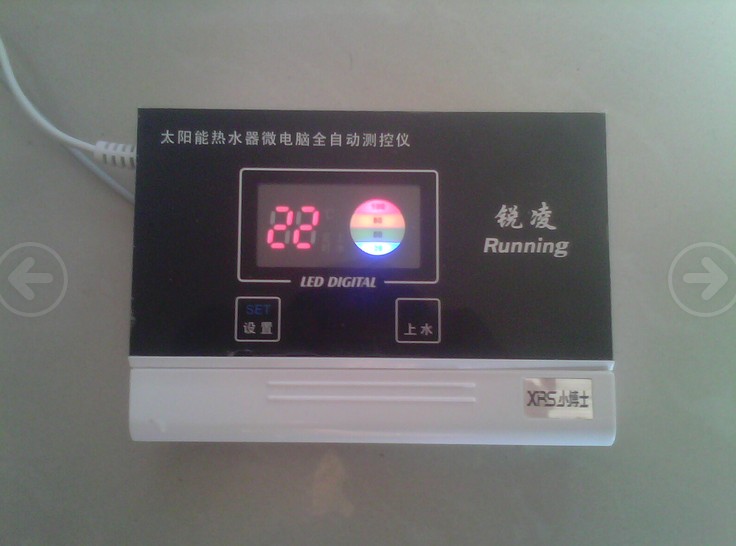 太阳能热水器微电脑全自动测控仪
22
锐凌
Running
LED DIGITAL
SET
设置
上水
XRS小博士